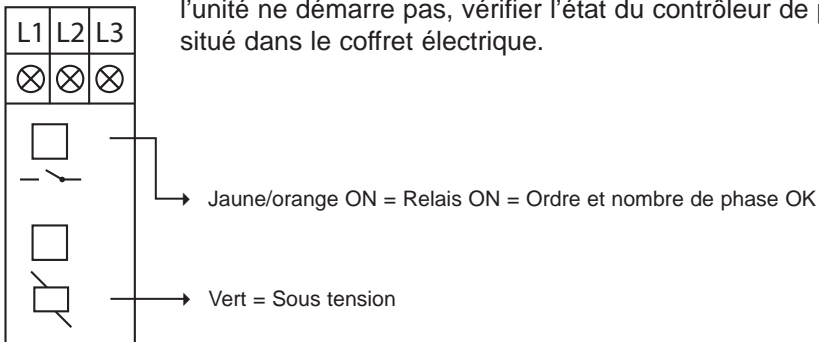 l'unité ne démarre pas, vérifier l'état du contrôleur de
situé dans le coffret électrique.
L1 L2 L3
Jaune/orange ON = Relais ON = Ordre et nombre de phase OK
Vert = Sous tension